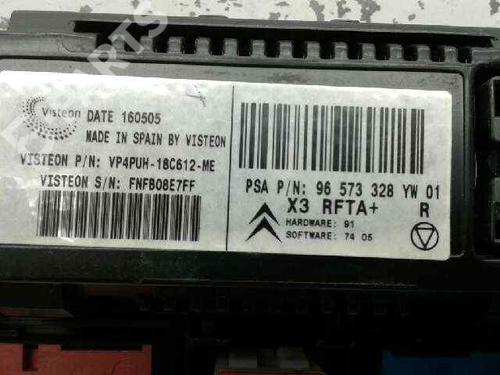 Visteon
DATE 160505
MADE IN SPAIN BY VISTEON
VISTEON P/N: VP4PUH-18C612-ME
VISTEON S/N: FNFB08E7FF
PSA P/N: 96 573 328 YW 01
X3 RFTA+ R
HARDWARE: 91
SOFTWARE: 74 05
PARTS